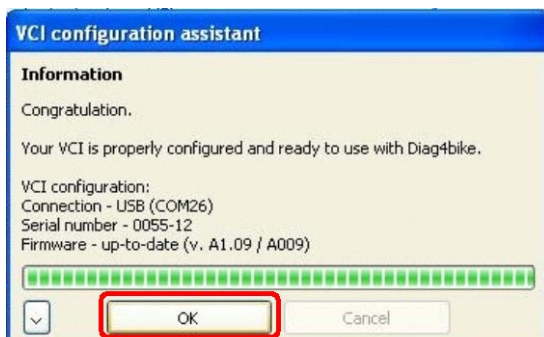 VCI configuration assistant
Information
Congratulation.
Your VCI is properly configured and ready to use with Diag4bike.
VCI configuration:
Connection - USB (COM26)
Serial number - 0055-12
Firmware - up-to-date (v. A1.09 / A009)
OK
Cancel